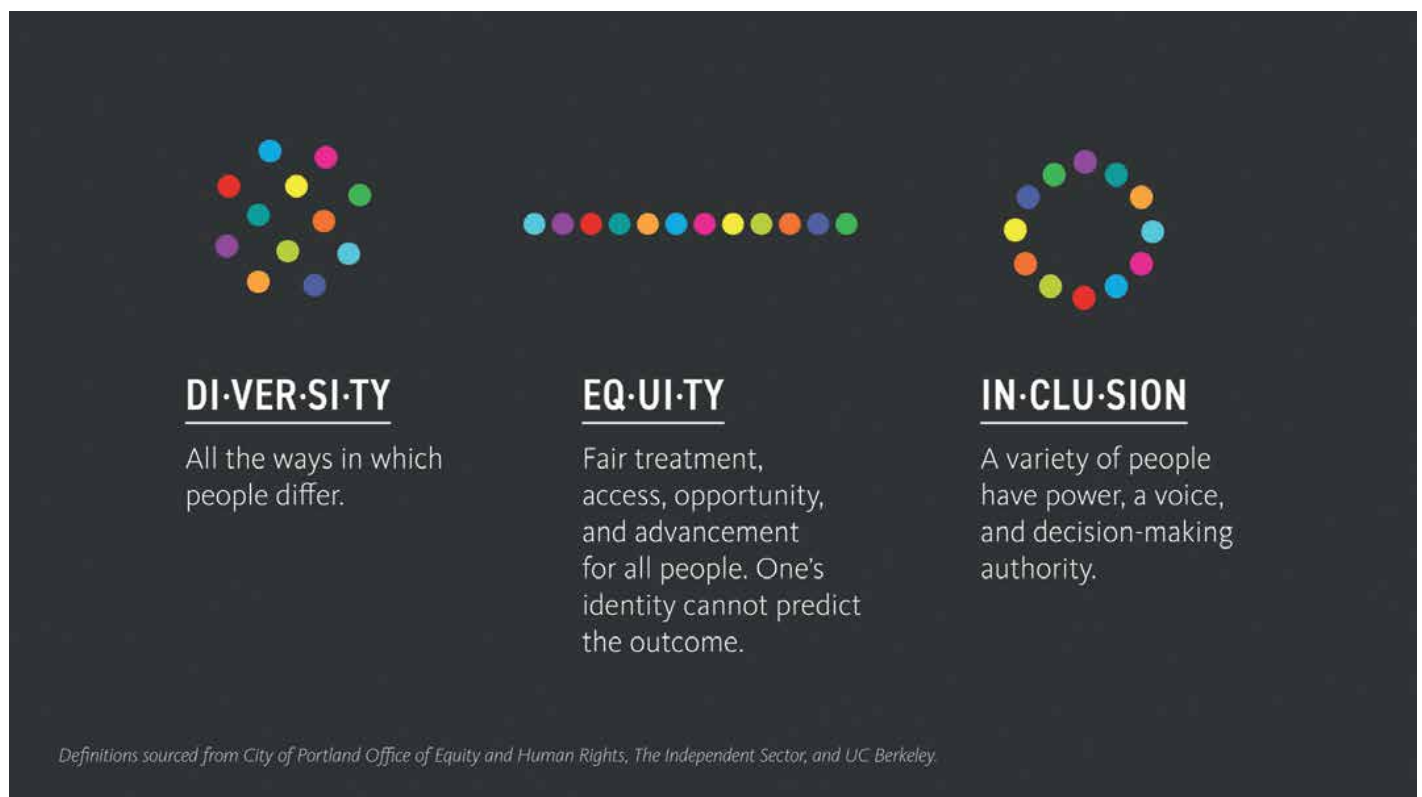 DI·VER·SI·TY
All the ways in which
people differ.
EQ·UI·TY
Fair treatment,
access, opportunity,
and advancement
for all people. One’s
identity cannot predict
the outcome.
IN·CLU·SION
A variety of people
have power, a voice,
and decision-making
authority.
Definitions sourced from City of Portland Office of Equity and Human Rights, The Independent Sector, and UC Berkeley.